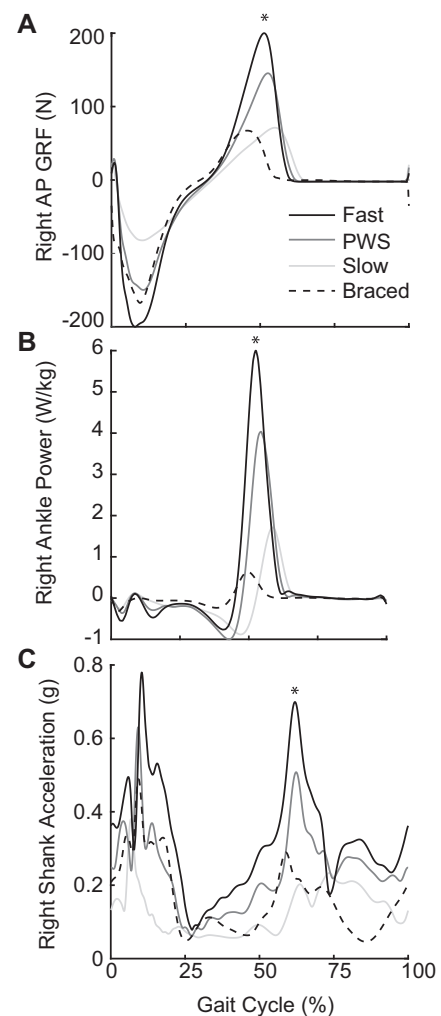 A
*
200
100
0
-100
-200
Right AP GRF (N)
Fast
PWS
Slow
Braced
B
*
6
5
4
3
2
1
0
-1
Right Ankle Power (W/kg)
C
*
0.8
0.6
0.4
0.2
0
Right Shank Acceleration (g)
0 25 50 75 100
Gait Cycle (%)